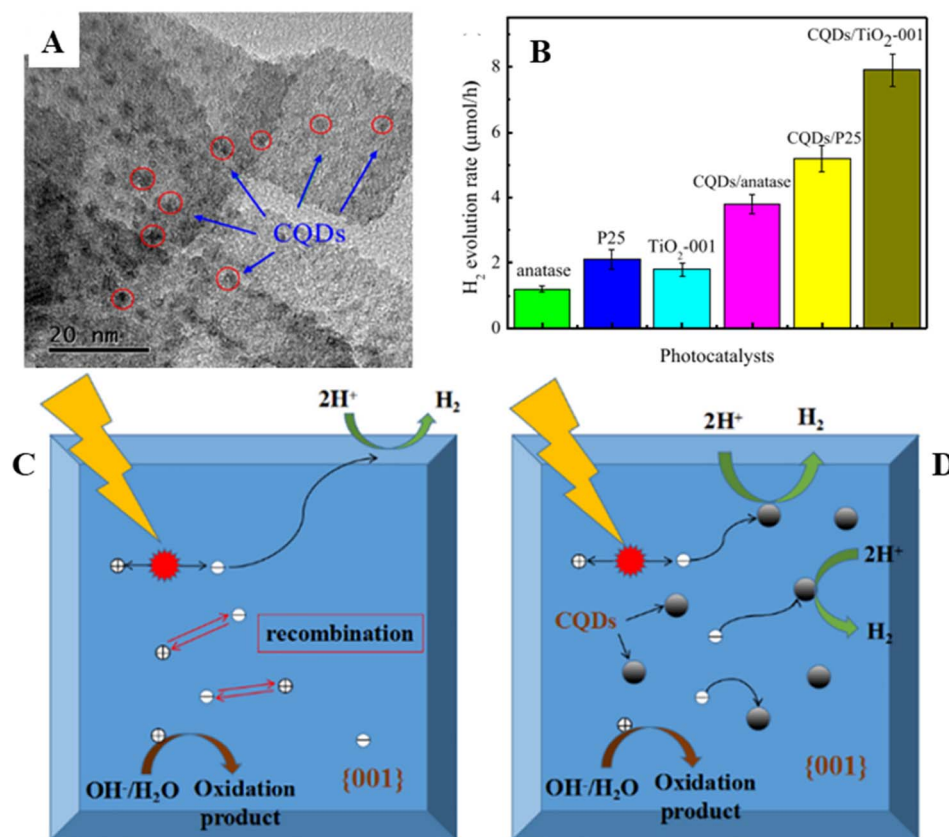 A
CQDs
20 nm
B
H₂ evolution rate (μmol/h)
8
6
4
2
0
anatase
P25
TiO₂-001
CQDs/anatase
CQDs/P25
CQDs/TiO₂-001
Photocatalysts
C
2H⁺
H₂
recombination
OH⁻/H₂O
Oxidation
product
{001}
D
2H⁺
H₂
2H⁺
H₂
CQDs
OH⁻/H₂O
Oxidation
product
{001}